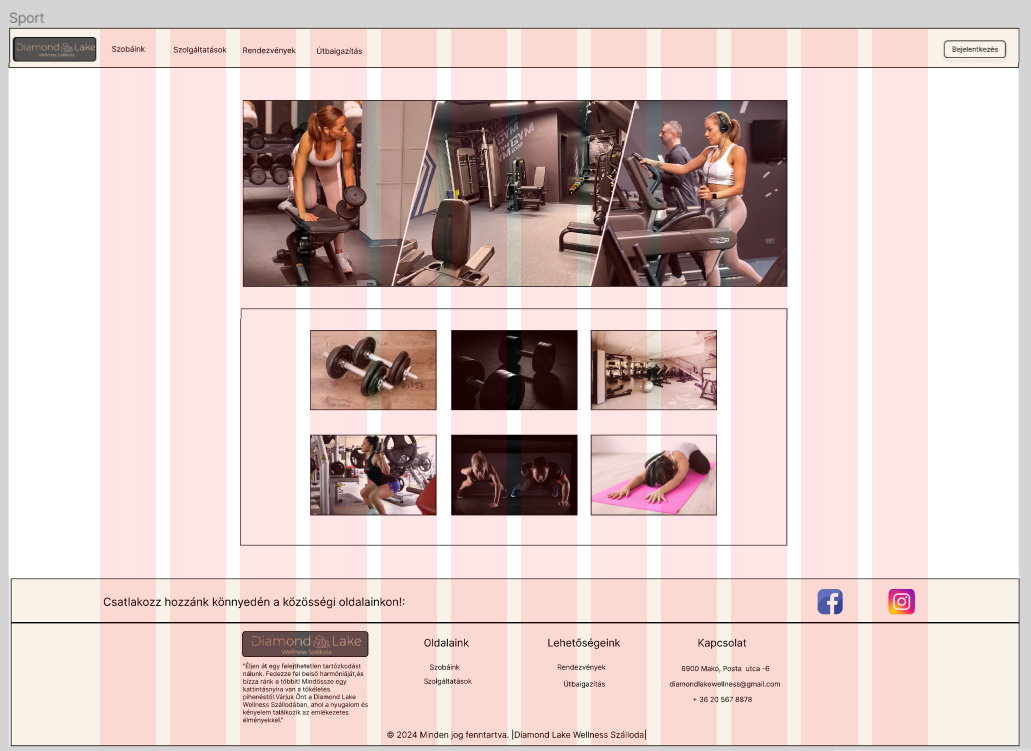 Sport
Diamond Lake
Wellness Szálloda
Szobáink
Szolgáltatások
Rendezvények
Útbaigazítás
Bejelentkezés
GYM
Csatlakozz hozzánk könnyedén a közösségi oldalainkon!:
Diamond Lake
Wellness Szálloda
"Éljen át egy felejthetetlen tartózkodást
nálunk. Fedezze fel belső harmóniáját,és
bízza ránk a többit! Mindössze egy
kattintásnyira van a tökéletes
pihenéstől.Várjuk Önt a Diamond Lake
Wellness Szállodában, ahol a nyugalom és
kényelem találkozik az emlékezetes
élményekkel."
Oldalaink
Szobáink
Szolgáltatások
Lehetőségeink
Rendezvények
Útbaigazítás
Kapcsolat
6900 Makó, Posta utca -6
diamondlakewellness@gmail.com
+ 36 20 567 8878
© 2024 Minden jog fenntartva. |Diamond Lake Wellness Szálloda|